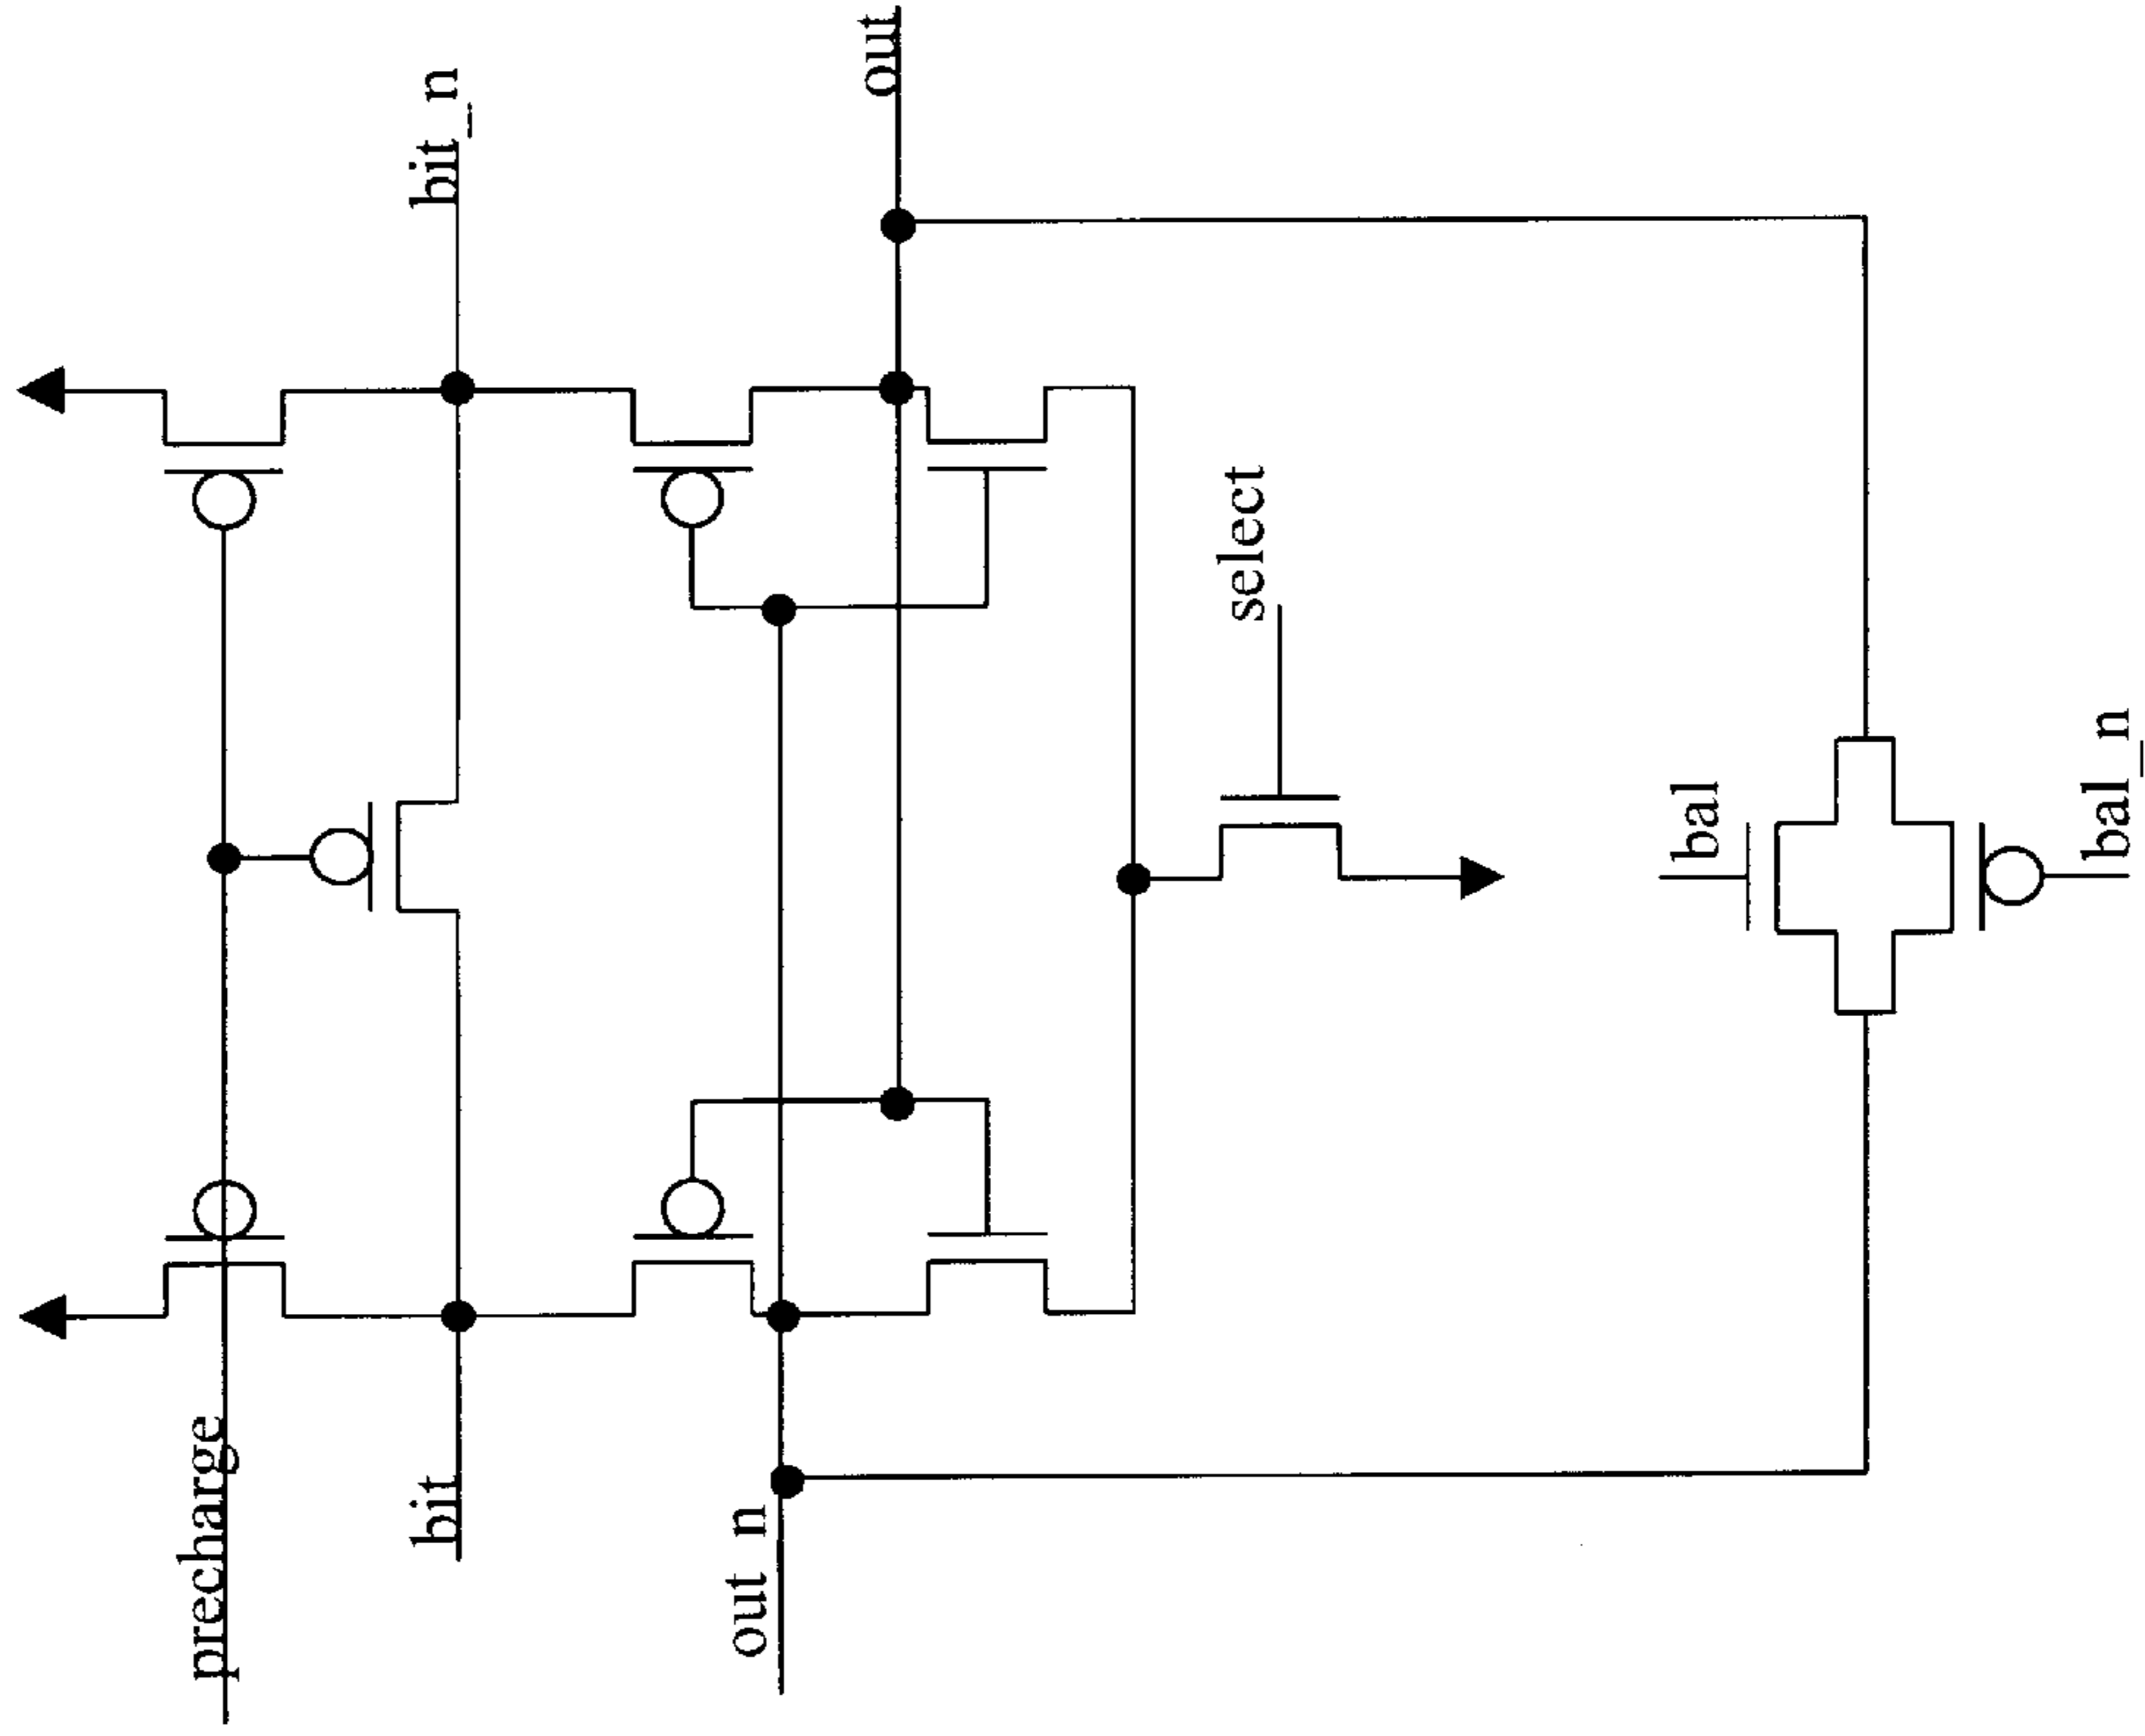 precharge
bit
bit_n
out_n
out
select
bal
bal_n